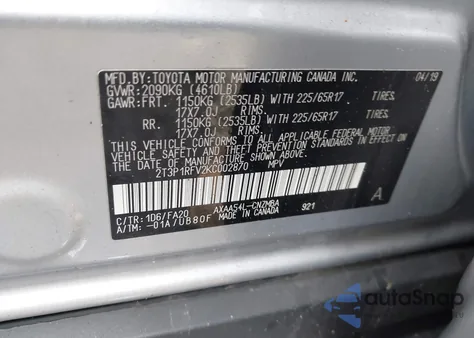 MFD.BY: TOYOTA MOTOR MANUFACTURING CANADA INC. 04/19
GVWR: 2090KG (4610LB)
GAWR: FRT. 1150KG (2535LB) WITH 225/65R17 TIRES,
17X7.0J RIMS,
RR. 1150KG (2535LB) WITH 225/65R17 TIRES,
17X7.0J RIMS,
THIS VEHICLE CONFORMS TO ALL APPLICABLE FEDERAL MOTOR
VEHICLE SAFETY AND THEFT PREVENTION STANDARDS IN EFFECT
ON THE DATE OF MANUFACTURE SHOWN ABOVE.
2T3P1RFV2KC002870 MPV
A
C/TR: 1D6/FA20 AXAA54L-CNZMBA 921
A/TM: -01A/UB80F MADE IN CANADA
autoSnap